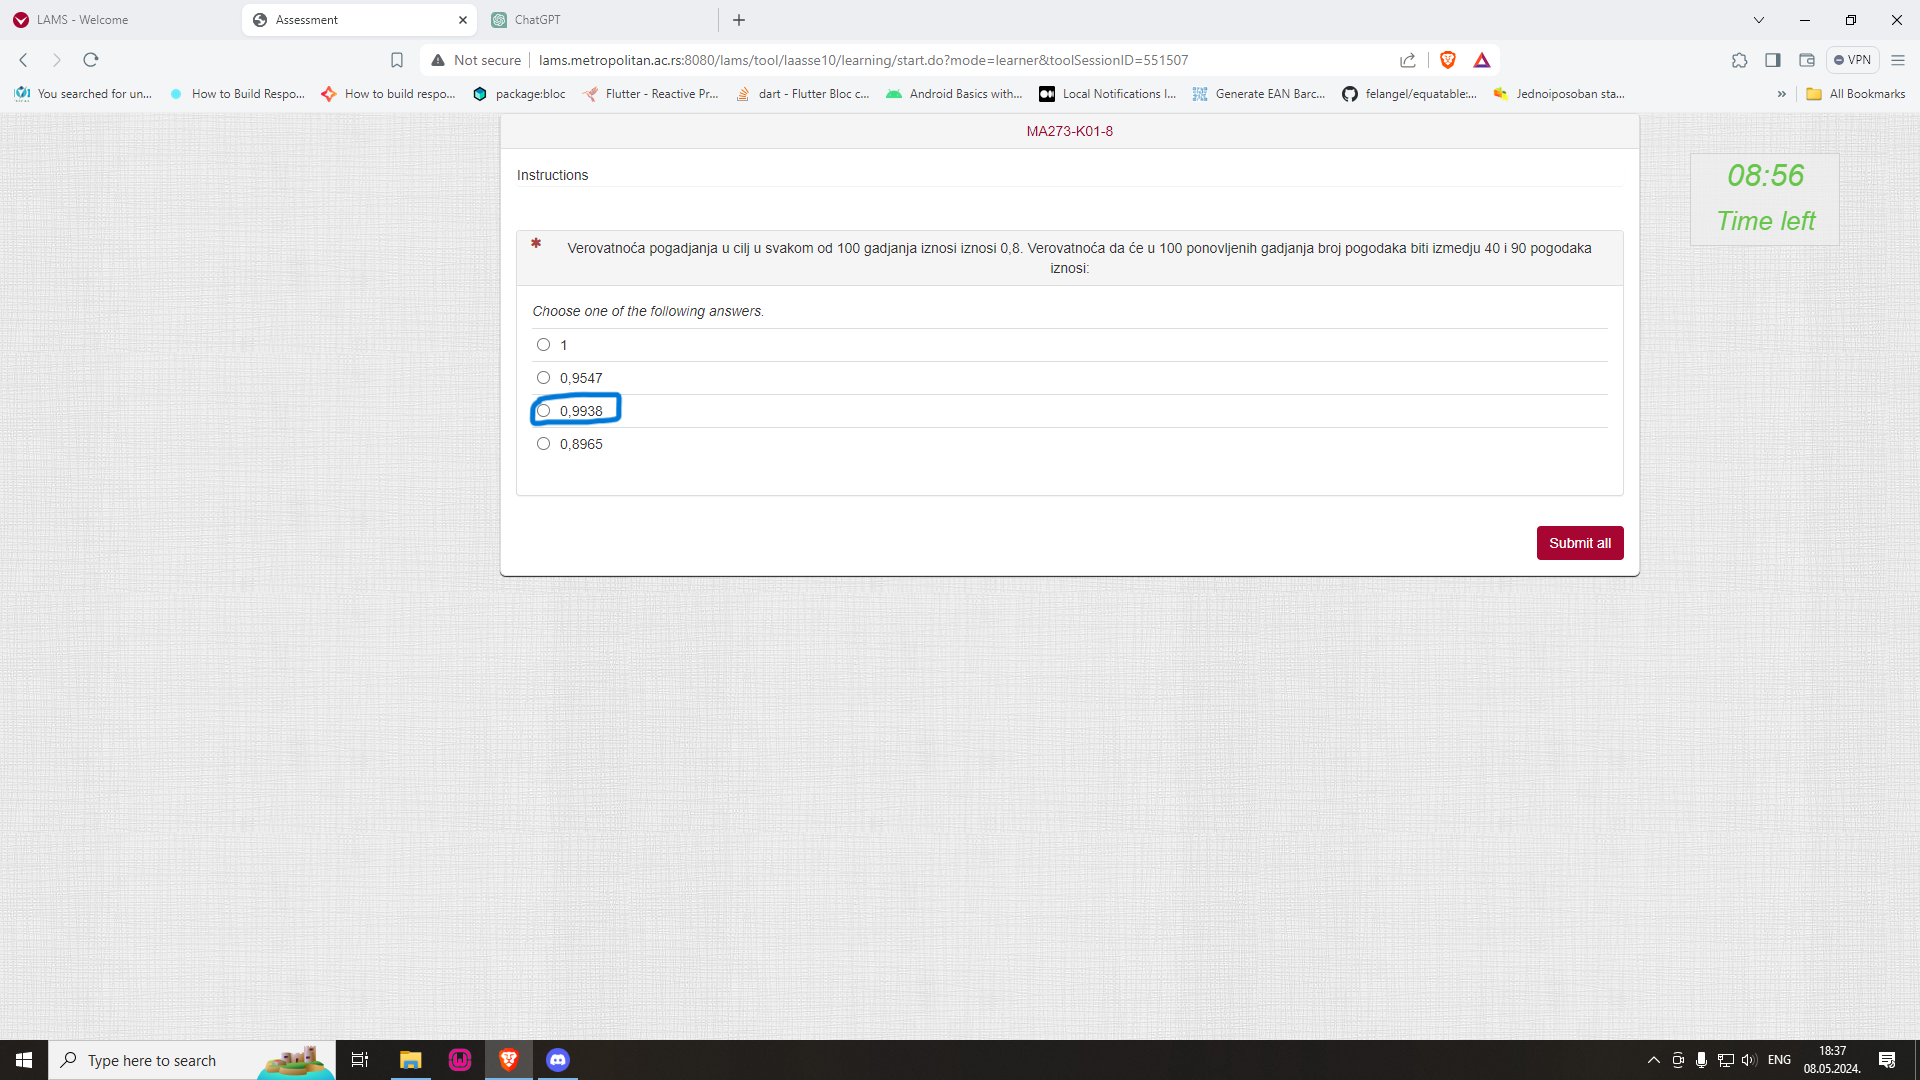 LAMS - Welcome
Assessment
ChatGPT
Not secure
lams.metropolitan.ac.rs:8080/lams/tool/laasse10/learning/start.do?mode=learner&toolSessionID=551507
VPN
You searched for un...
How to Build Respo...
How to build respo...
package:bloc
Flutter - Reactive Pr...
dart - Flutter Bloc c...
Android Basics with...
Local Notifications I...
Generate EAN Barc...
felangel/equatable:...
Jednoiposoban sta...
»
All Bookmarks
MA273-K01-8
08:56
Time left
Instructions
* Verovatnoća pogadjanja u cilj u svakom od 100 gadjanja iznosi iznosi 0,8. Verovatnoća da će u 100 ponovljenih gadjanja broj pogodaka biti izmedju 40 i 90 pogodaka
iznosi:
Choose one of the following answers.
1
0,9547
0,9938
0,8965
Submit all
Type here to search
ENG
18:37
08.05.2024.